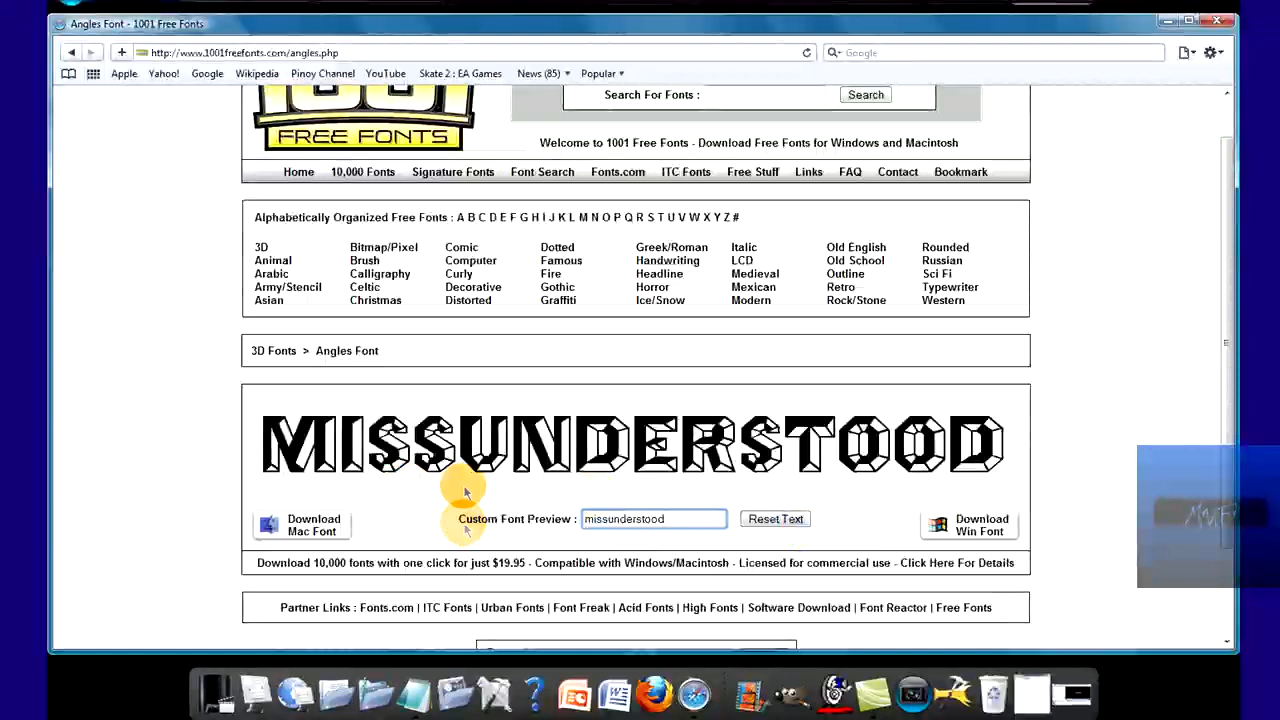 Angles Font - 1001 Free Fonts
http://www.1001freefonts.com/angles.php
Google
Apple Yahoo! Google Wikipedia Pinoy Channel YouTube Skate 2 : EA Games News (85) Popular
1001
FREE FONTS
Search For Fonts : Search
Welcome to 1001 Free Fonts - Download Free Fonts for Windows and Macintosh
Home 10,000 Fonts Signature Fonts Font Search Fonts.com ITC Fonts Free Stuff Links FAQ Contact Bookmark
Alphabetically Organized Free Fonts : A B C D E F G H I J K L M N O P Q R S T U V W X Y Z #
3D Bitmap/Pixel Comic Dotted Greek/Roman Italic Old English Rounded
Animal Brush Computer Famous Handwriting LCD Old School Russian
Arabic Calligraphy Curly Fire Headline Medieval Outline Sci Fi
Army/Stencil Celtic Decorative Gothic Horror Mexican Retro Typewriter
Asian Christmas Distorted Graffiti Ice/Snow Modern Rock/Stone Western
3D Fonts > Angles Font
MISSUNDERSTOOD
Download Mac Font
Custom Font Preview : missunderstood Reset Text
Download Win Font
Download 10,000 fonts with one click for just $19.95 - Compatible with Windows/Macintosh - Licensed for commercial use - Click Here For Details
Partner Links : Fonts.com | ITC Fonts | Urban Fonts | Font Freak | Acid Fonts | High Fonts | Software Download | Font Reactor | Free Fonts